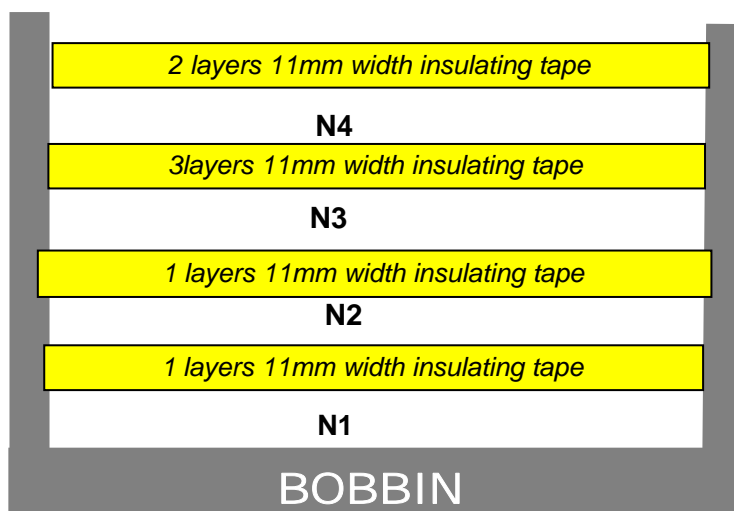 2 layers 11mm width insulating tape
N4
3layers 11mm width insulating tape
N3
1 layers 11mm width insulating tape
N2
1 layers 11mm width insulating tape
N1
BOBBIN